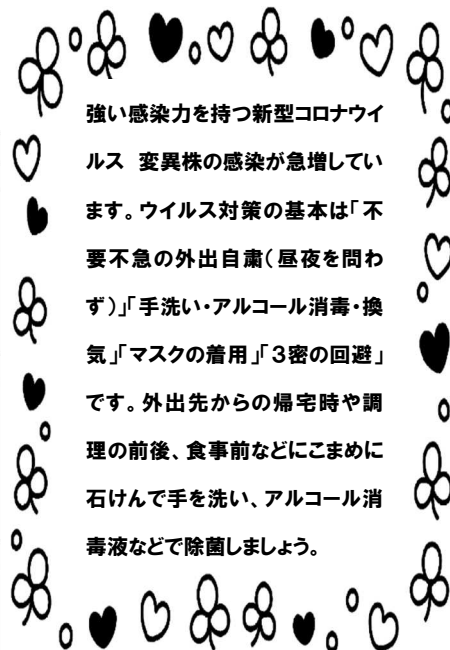 強い感染力を持つ新型コロナウイ
ルス　変異株の感染が急増してい
ます。ウイルス対策の基本は「不
要不急の外出自粛（昼夜を問わ
ず）」「手洗い・アルコール消毒・換
気」「マスクの着用」「３密の回避」
です。外出先からの帰宅時や調
理の前後、食事前などにこまめに
石けんで手を洗い、アルコール消
毒液などで除菌しましょう。